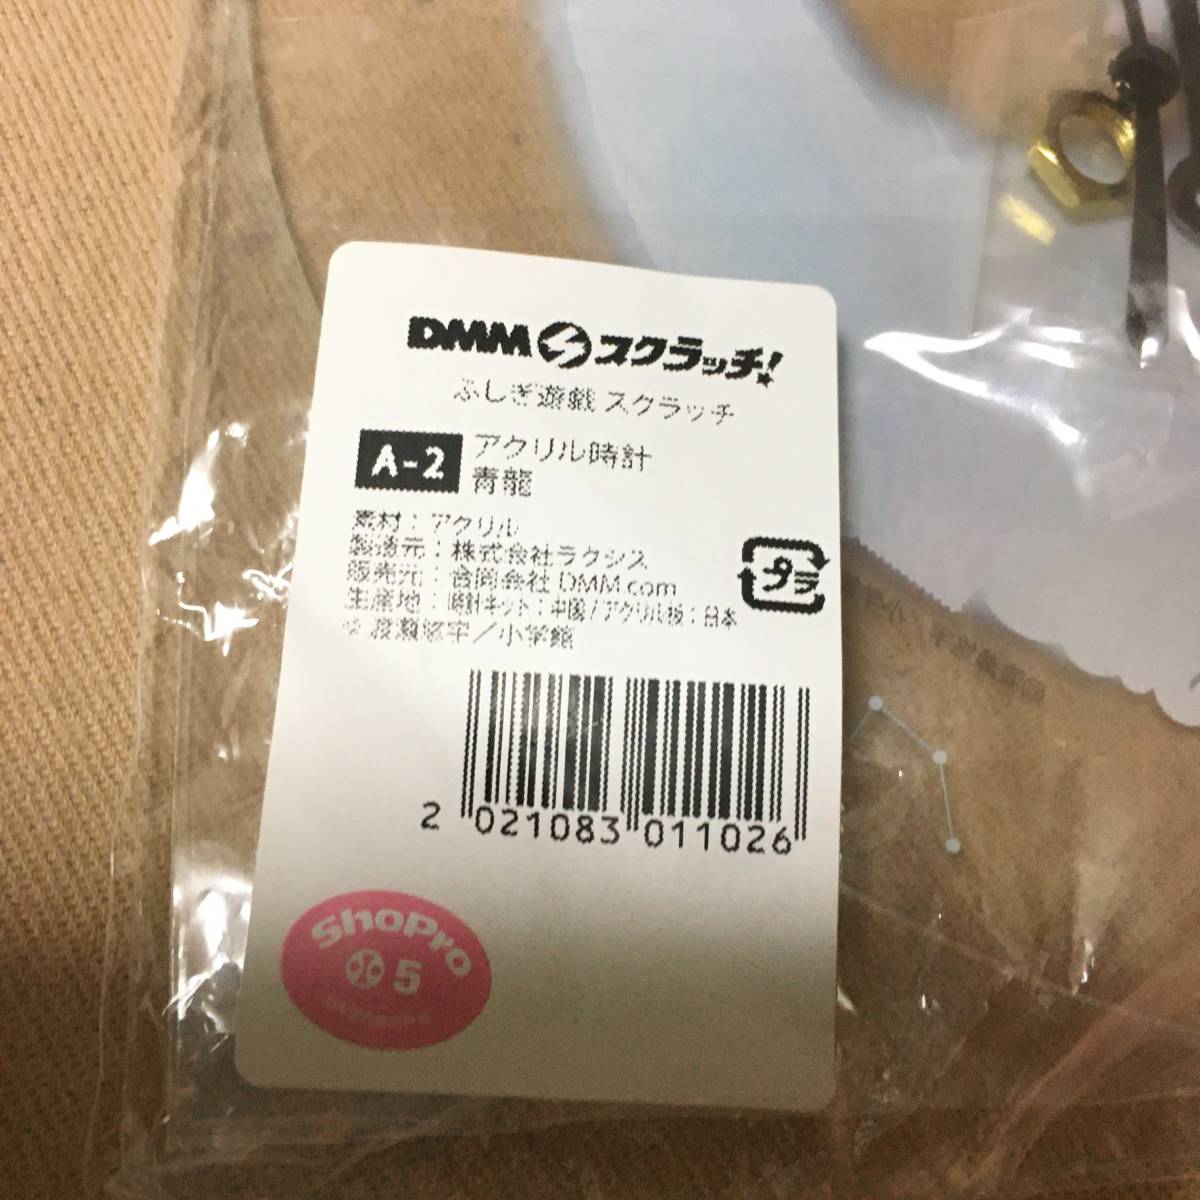 DMM スクラッチ!
ふしぎ遊戯 スクラッチ
A-2
アクリル時計
青龍
素材：アクリル
製造元：株式会社ラクシス
販売元：合同会社 DMM.com
生産地：時計キット：中国/アクリル板：日本
© 渡瀬悠宇／小学館
プラ
2 021083 011026
ShoPro
5